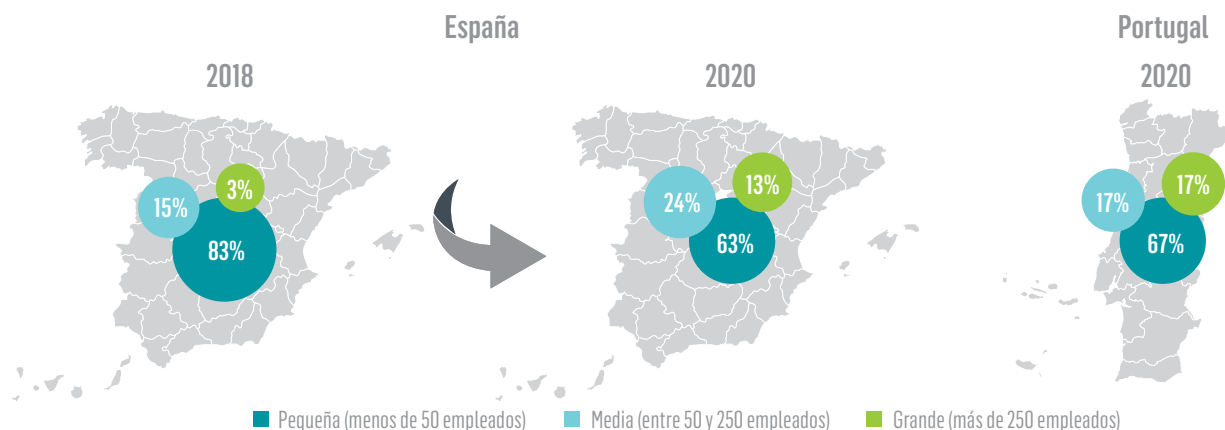 España
Portugal
2018
2020
2020
3%
15%
83%
13%
24%
63%
17%
17%
67%
Pequeña (menos de 50 empleados)
Media (entre 50 y 250 empleados)
Grande (más de 250 empleados)